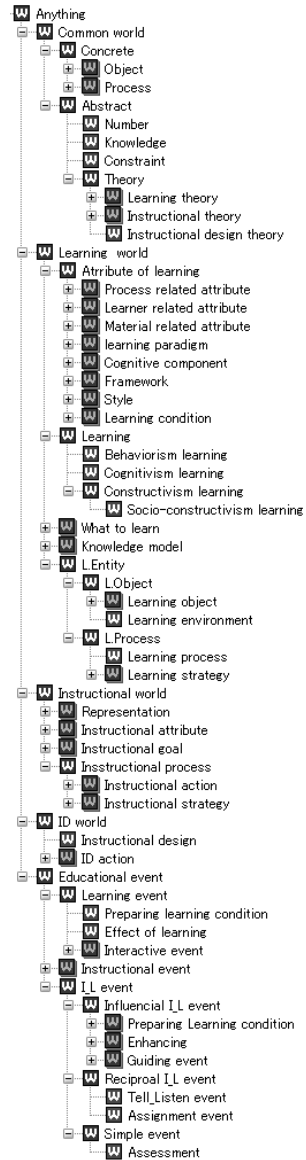 Anything
Common world
Concrete
Object
Process
Abstract
Number
Knowledge
Constraint
Theory
Learning theory
Instructional theory
Instructional design theory
Learning world
Atrribute of learning
Process related attribute
Learner related attribute
Material related attribute
learning paradigm
Cognitive component
Framework
Style
Learning condition
Learning
Behaviorism learning
Cognitivism learning
Constructivism learning
Socio-constructivism learning
What to learn
Knowledge model
L.Entity
L.Object
Learning object
Learning environment
L.Process
Learning process
Learning strategy
Instructional world
Representation
Instructional attribute
Instructional goal
Insstructional process
Instructional action
Instructional strategy
ID world
Instructional design
ID action
Educational event
Learning event
Preparing learning condition
Effect of learning
Interactive event
Instructional event
I_L event
Influencial I_L event
Preparing Learning condition
Enhancing
Guiding event
Reciproal I_L event
Tell_Listen event
Assignment event
Simple event
Assessment